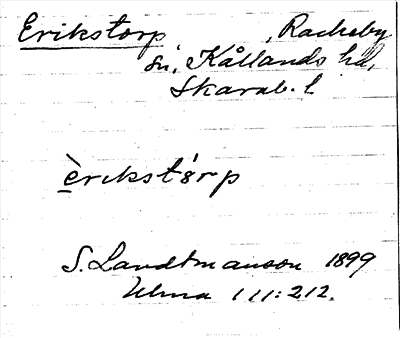 Erikstorp, Rackeby
sn, Kållands hd,
Skarab. l.
èrikstórp
S. Landtmanson 1899
Ulma 111:212.